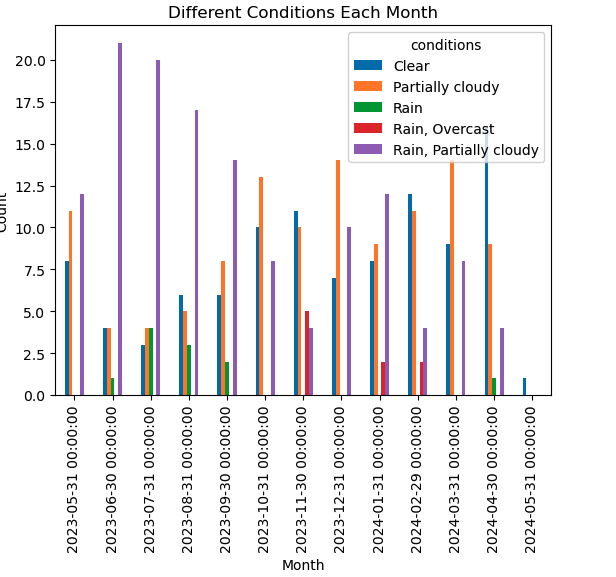 Different Conditions Each Month
conditions
Clear
Partially cloudy
Rain
Rain, Overcast
Rain, Partially cloudy
Count
20.0
17.5
15.0
12.5
10.0
7.5
5.0
2.5
0.0
2023-05-31 00:00:00
2023-06-30 00:00:00
2023-07-31 00:00:00
2023-08-31 00:00:00
2023-09-30 00:00:00
2023-10-31 00:00:00
2023-11-30 00:00:00
2023-12-31 00:00:00
2024-01-31 00:00:00
2024-02-29 00:00:00
2024-03-31 00:00:00
2024-04-30 00:00:00
2024-05-31 00:00:00
Month